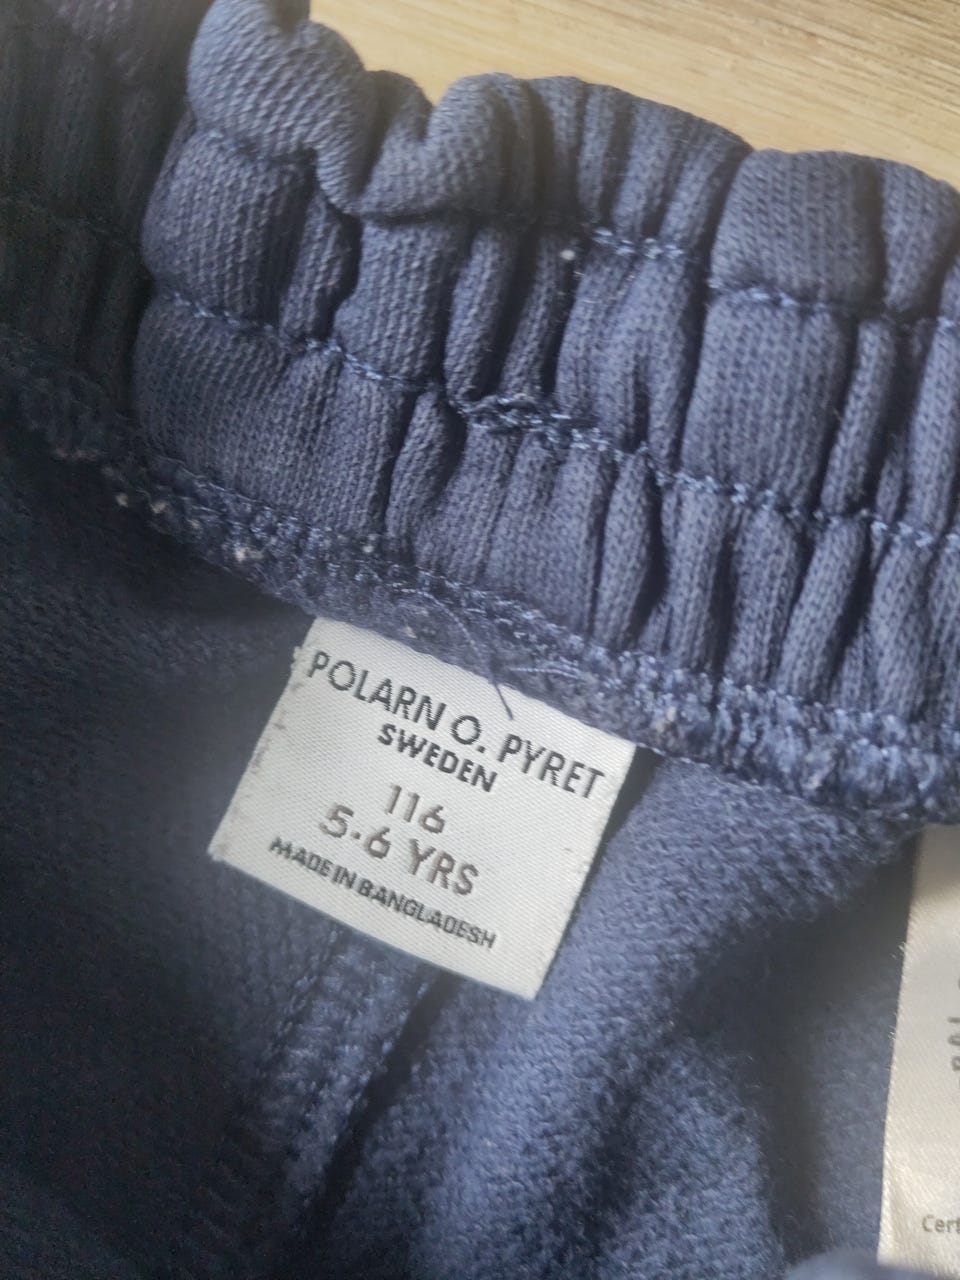 POLARN O. PYRET
SWEDEN
116
5-6 YRS
MADE IN BANGLADESH